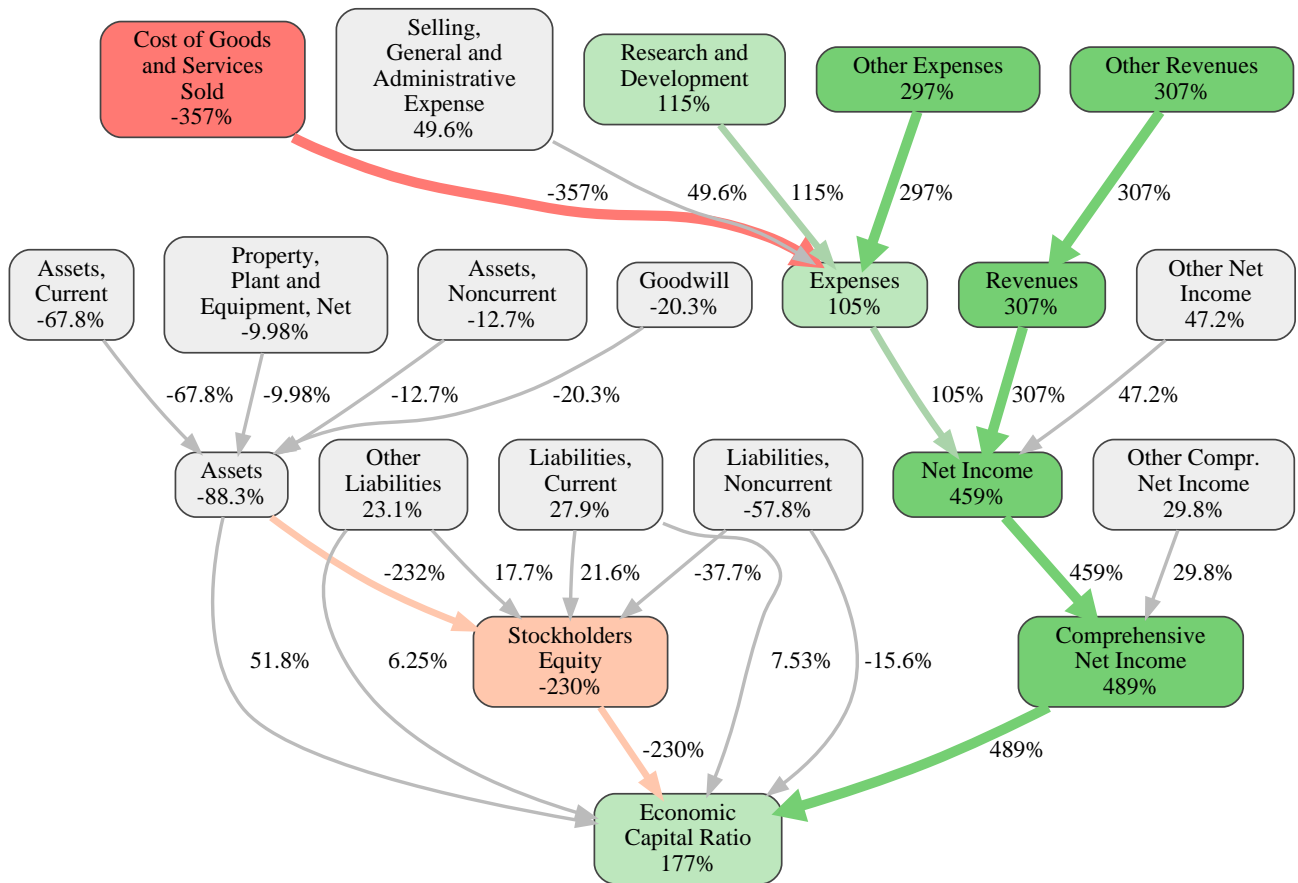 Cost of Goods
and Services
Sold
-357%
Selling,
General and
Administrative
Expense
49.6%
Research and
Development
115%
Other Expenses
297%
Other Revenues
307%
-357%
49.6%
115%
297%
307%
Assets,
Current
-67.8%
Property,
Plant and
Equipment, Net
-9.98%
Assets,
Noncurrent
-12.7%
Goodwill
-20.3%
Expenses
105%
Revenues
307%
Other Net
Income
47.2%
-67.8%
-9.98%
-12.7%
-20.3%
105%
307%
47.2%
Assets
-88.3%
Other
Liabilities
23.1%
Liabilities,
Current
27.9%
Liabilities,
Noncurrent
-57.8%
Net Income
459%
Other Compr.
Net Income
29.8%
-232%
17.7%
21.6%
-37.7%
459%
29.8%
51.8%
6.25%
Stockholders
Equity
-230%
7.53%
-15.6%
Comprehensive
Net Income
489%
-230%
489%
Economic
Capital Ratio
177%